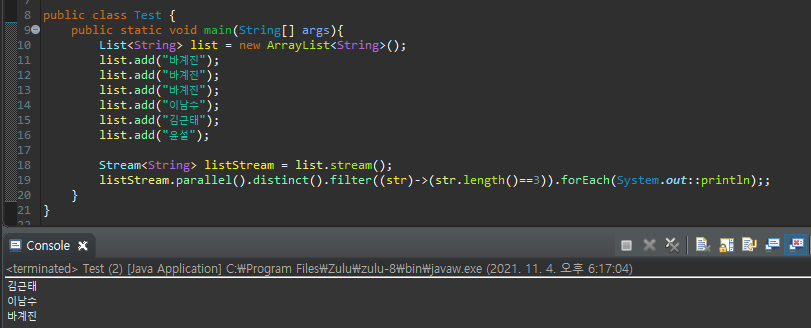 8 public class Test {
9 public static void main(String[] args){
10 List<String> list = new ArrayList<String>();
11 list.add("바계진");
12 list.add("바계진");
13 list.add("바계진");
14 list.add("이남수");
15 list.add("김근태");
16 list.add("윤설");
17
18 Stream<String> listStream = list.stream();
19 listStream.parallel().distinct().filter((str)->(str.length()==3)).forEach(System.out::println);;
20 }
21 }
Console
<terminated> Test (2) [Java Application] C:₩Program Files₩Zulu₩zulu-8₩bin₩javaw.exe (2021. 11. 4. 오후 6:17:04)
김근태
이남수
바계진